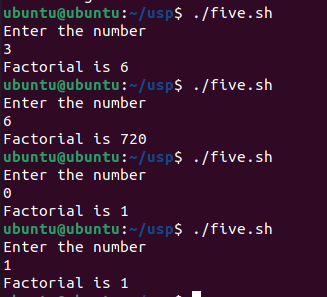 ubuntu@ubuntu:~/usp$ ./five.sh
Enter the number
3
Factorial is 6
ubuntu@ubuntu:~/usp$ ./five.sh
Enter the number
6
Factorial is 720
ubuntu@ubuntu:~/usp$ ./five.sh
Enter the number
0
Factorial is 1
ubuntu@ubuntu:~/usp$ ./five.sh
Enter the number
1
Factorial is 1